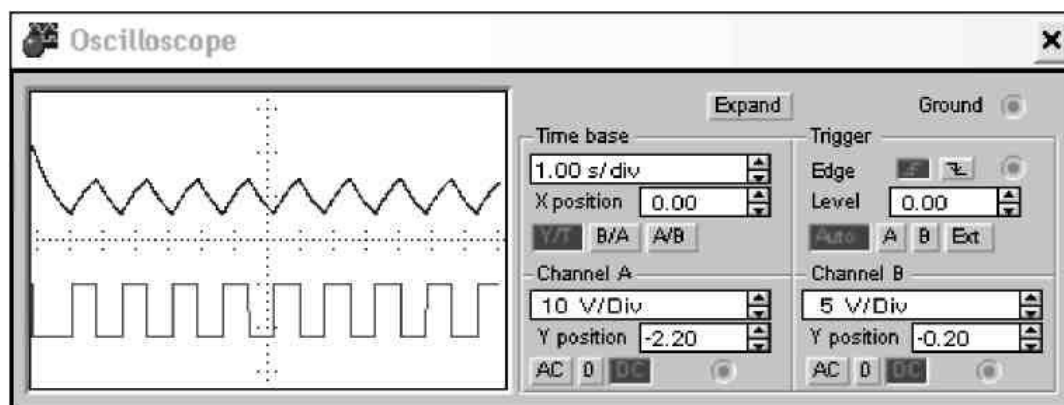 Oscilloscope
Expand
Ground
Time base
1.00 s/div
X position 0.00
Y/T B/A A/B
Trigger
Edge
Level 0.00
Auto A B Ext
Channel A
10 V/Div
Y position -2.20
AC 0 DC
Channel B
5 V/Div
Y position -0.20
AC 0 DC